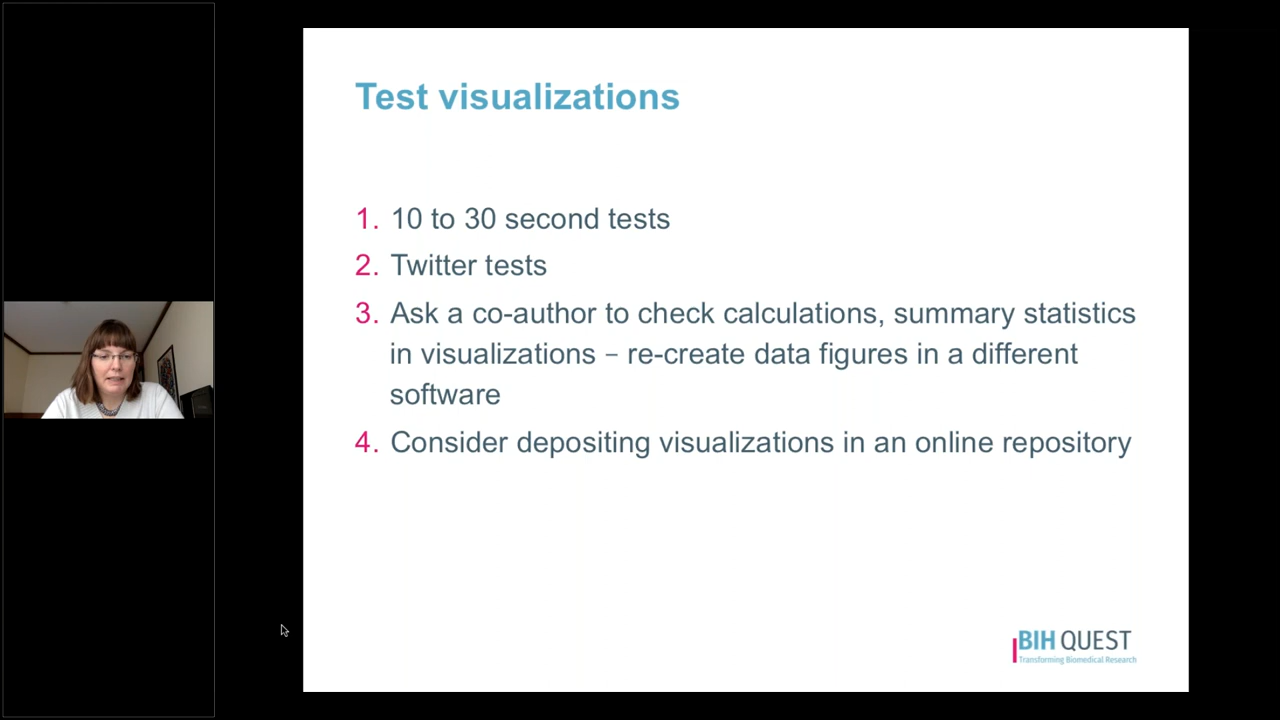 Test visualizations
1. 10 to 30 second tests
2. Twitter tests
3. Ask a co-author to check calculations, summary statistics
in visualizations – re-create data figures in a different
software
4. Consider depositing visualizations in an online repository
BIH QUEST
Transforming Biomedical Research